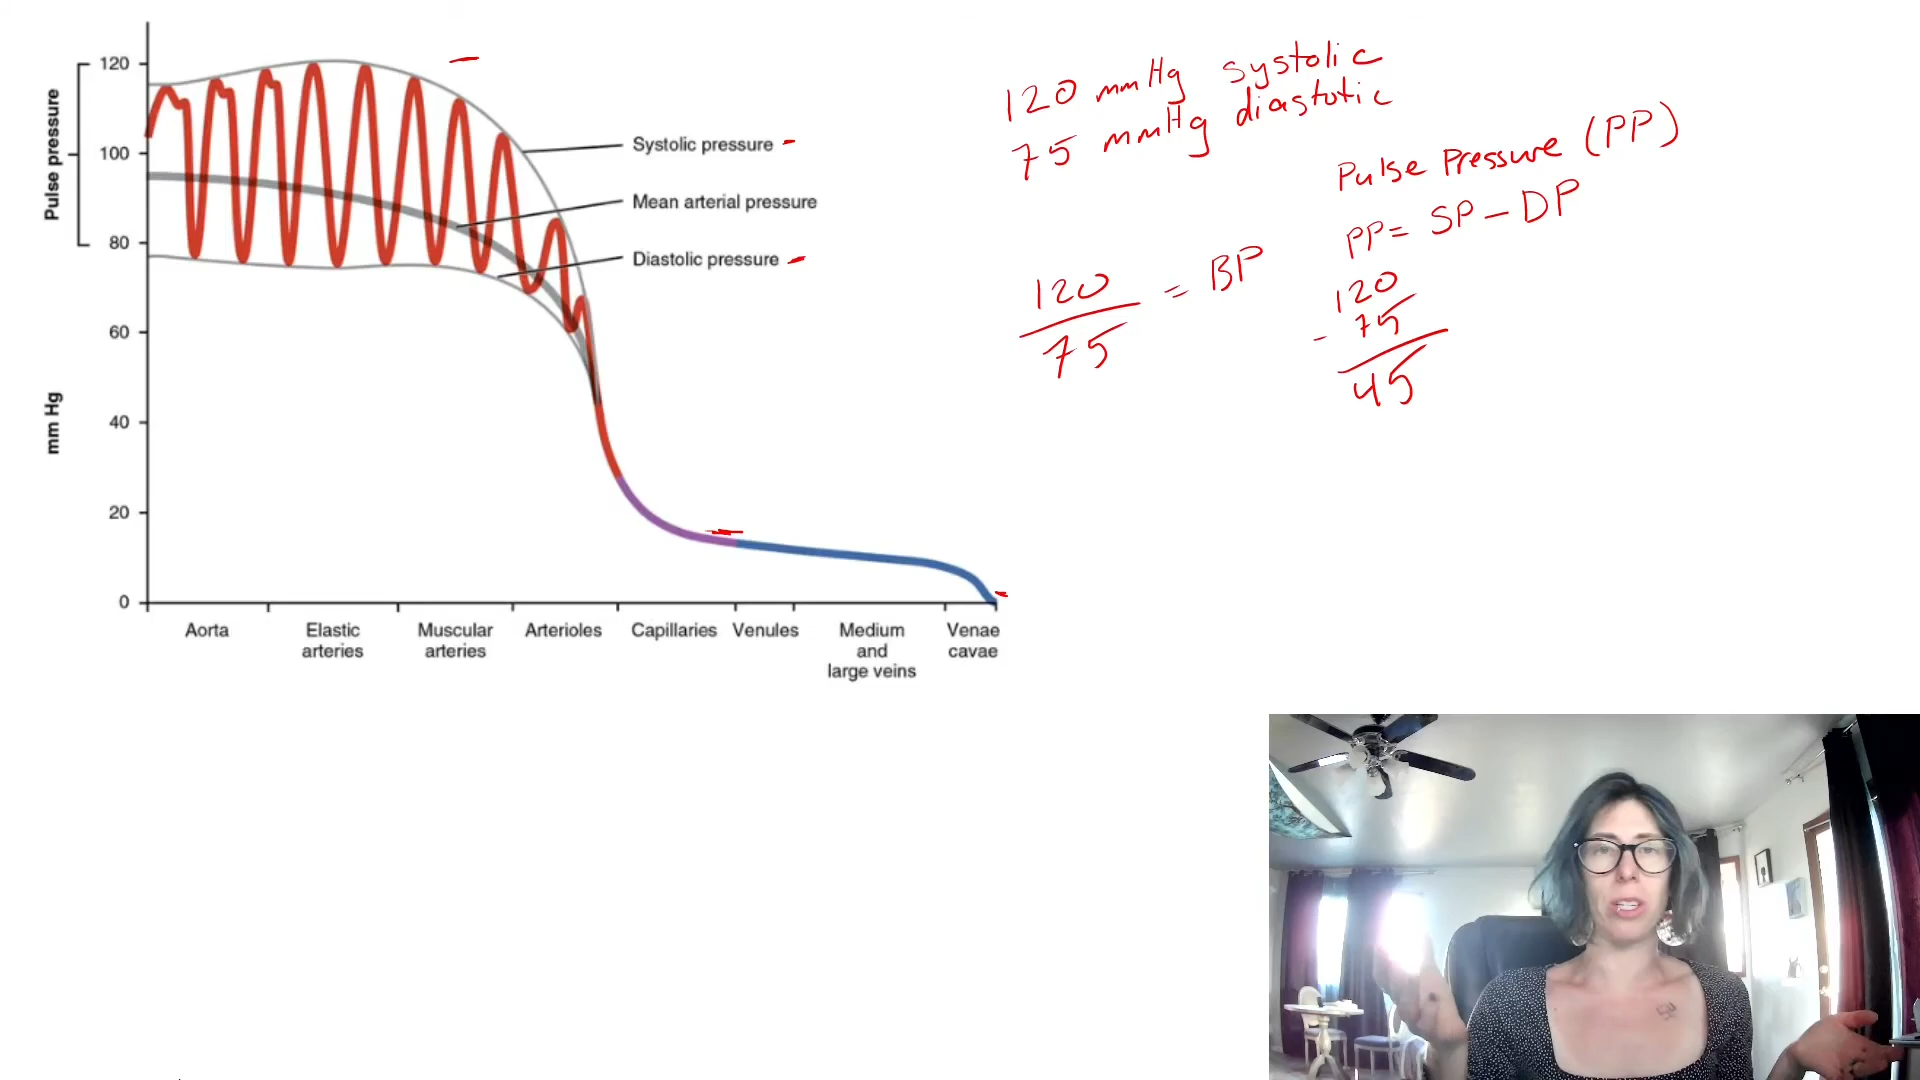 120
100
80
60
40
20
0
Pulse pressure
mm Hg
Systolic pressure
Mean arterial pressure
Diastolic pressure
Aorta
Elastic
arteries
Muscular
arteries
Arterioles
Capillaries
Venules
Medium
and
large veins
Venae
cavae
120 mmHg systolic
75 mmHg diastolic
Pulse Pressure (PP)
PP= SP-DP
120
75
= BP
120
- 75
45